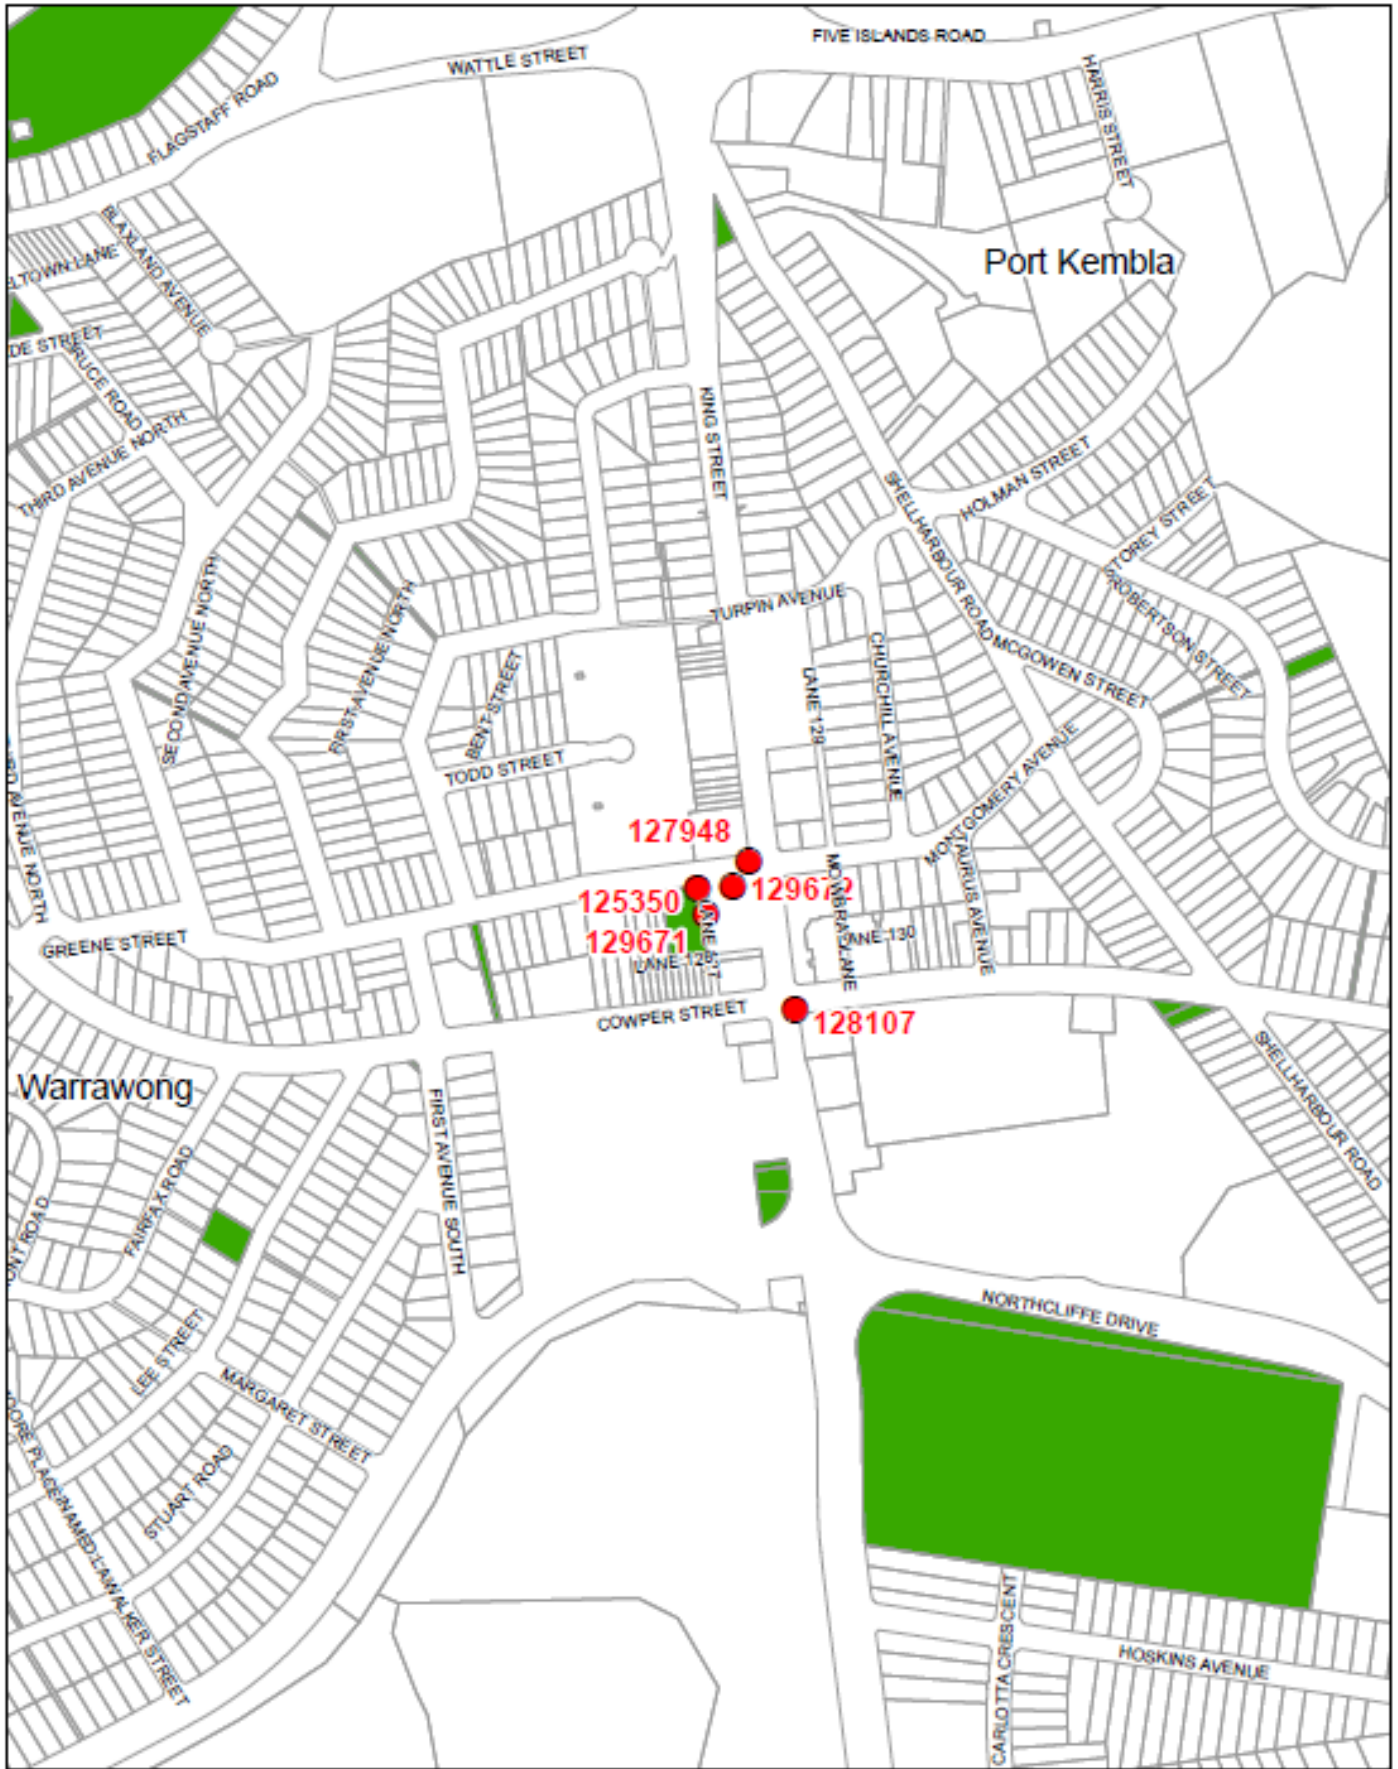 FIVE ISLANDS ROAD
WATTLE STREET
HARRIS STREET
FLAGSTAFF ROAD
BLAXLAND AVENUE
Port Kembla
KING STREET
THIRD AVENUE NORTH
HOLMAN STREET
SHELLHARBOUR ROAD
STOREY STREET
ROBERTSON STREET
TURPIN AVENUE
SECOND AVENUE NORTH
FIRST AVENUE NORTH
CHURCHILL AVENUE
MCGOWEN STREET
BENT STREET
LANE 129
TODD STREET
MONTGOMERY AVENUE
127948
TAURUS AVENUE
125350
129672
129671
GREENE STREET
COWPER STREET
128107
Warrawong
SHELLHARBOUR ROAD
FIRST AVENUE SOUTH
FAIRFAX ROAD
NORTHCLIFFE DRIVE
LEE STREET
MARGARET STREET
STUART ROAD
WALKER STREET
CARLOTTA CRESCENT
HOSKINS AVENUE